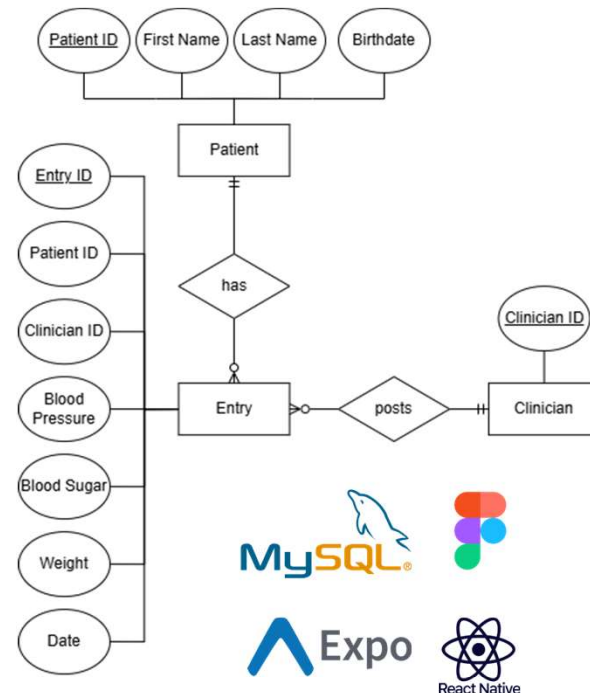 Patient ID
First Name
Last Name
Birthdate
Patient
Entry ID
Patient ID
has
Clinician ID
Clinician ID
Blood
Pressure
Entry
posts
Clinician
Blood Sugar
Weight
Date
MySQL®
Expo
React Native